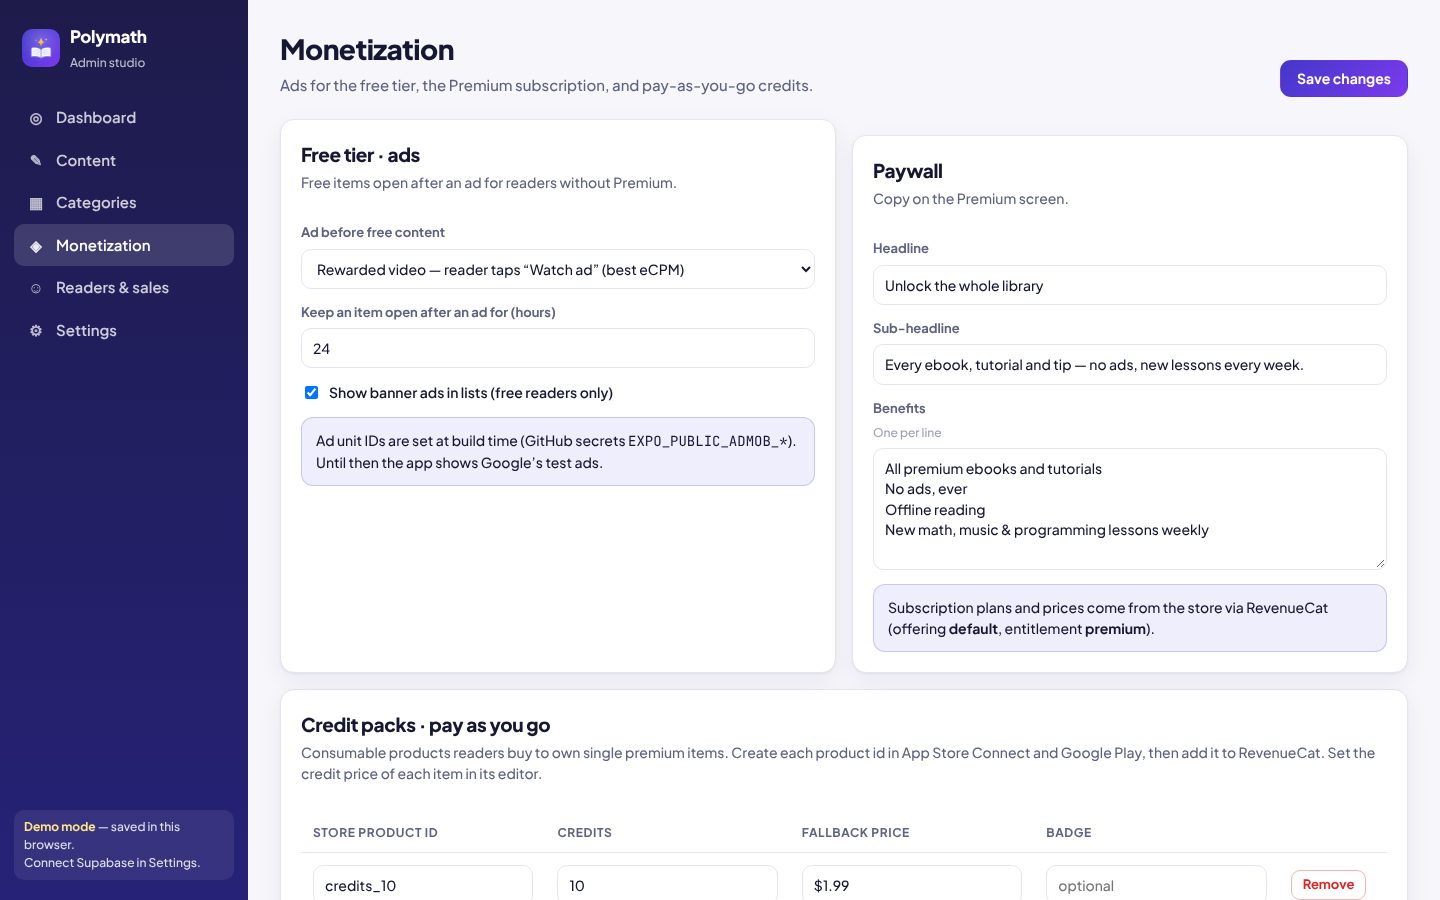 Polymath
Admin studio
Dashboard
Content
Categories
Monetization
Readers & sales
Settings
Demo mode — saved in this
browser.
Connect Supabase in Settings.
Monetization
Ads for the free tier, the Premium subscription, and pay-as-you-go credits.
Save changes
Free tier · ads
Free items open after an ad for readers without Premium.
Ad before free content
Rewarded video — reader taps “Watch ad” (best eCPM)
Keep an item open after an ad for (hours)
24
Show banner ads in lists (free readers only)
Ad unit IDs are set at build time (GitHub secrets EXPO_PUBLIC_ADMOB_*).
Until then the app shows Google’s test ads.
Paywall
Copy on the Premium screen.
Headline
Unlock the whole library
Sub-headline
Every ebook, tutorial and tip — no ads, new lessons every week.
Benefits
One per line
All premium ebooks and tutorials
No ads, ever
Offline reading
New math, music & programming lessons weekly
Subscription plans and prices come from the store via RevenueCat
(offering default, entitlement premium).
Credit packs · pay as you go
Consumable products readers buy to own single premium items. Create each product id in App Store Connect and Google Play, then add it to RevenueCat. Set the
credit price of each item in its editor.
STORE PRODUCT ID CREDITS FALLBACK PRICE BADGE
credits_10 10 $1.99 optional Remove